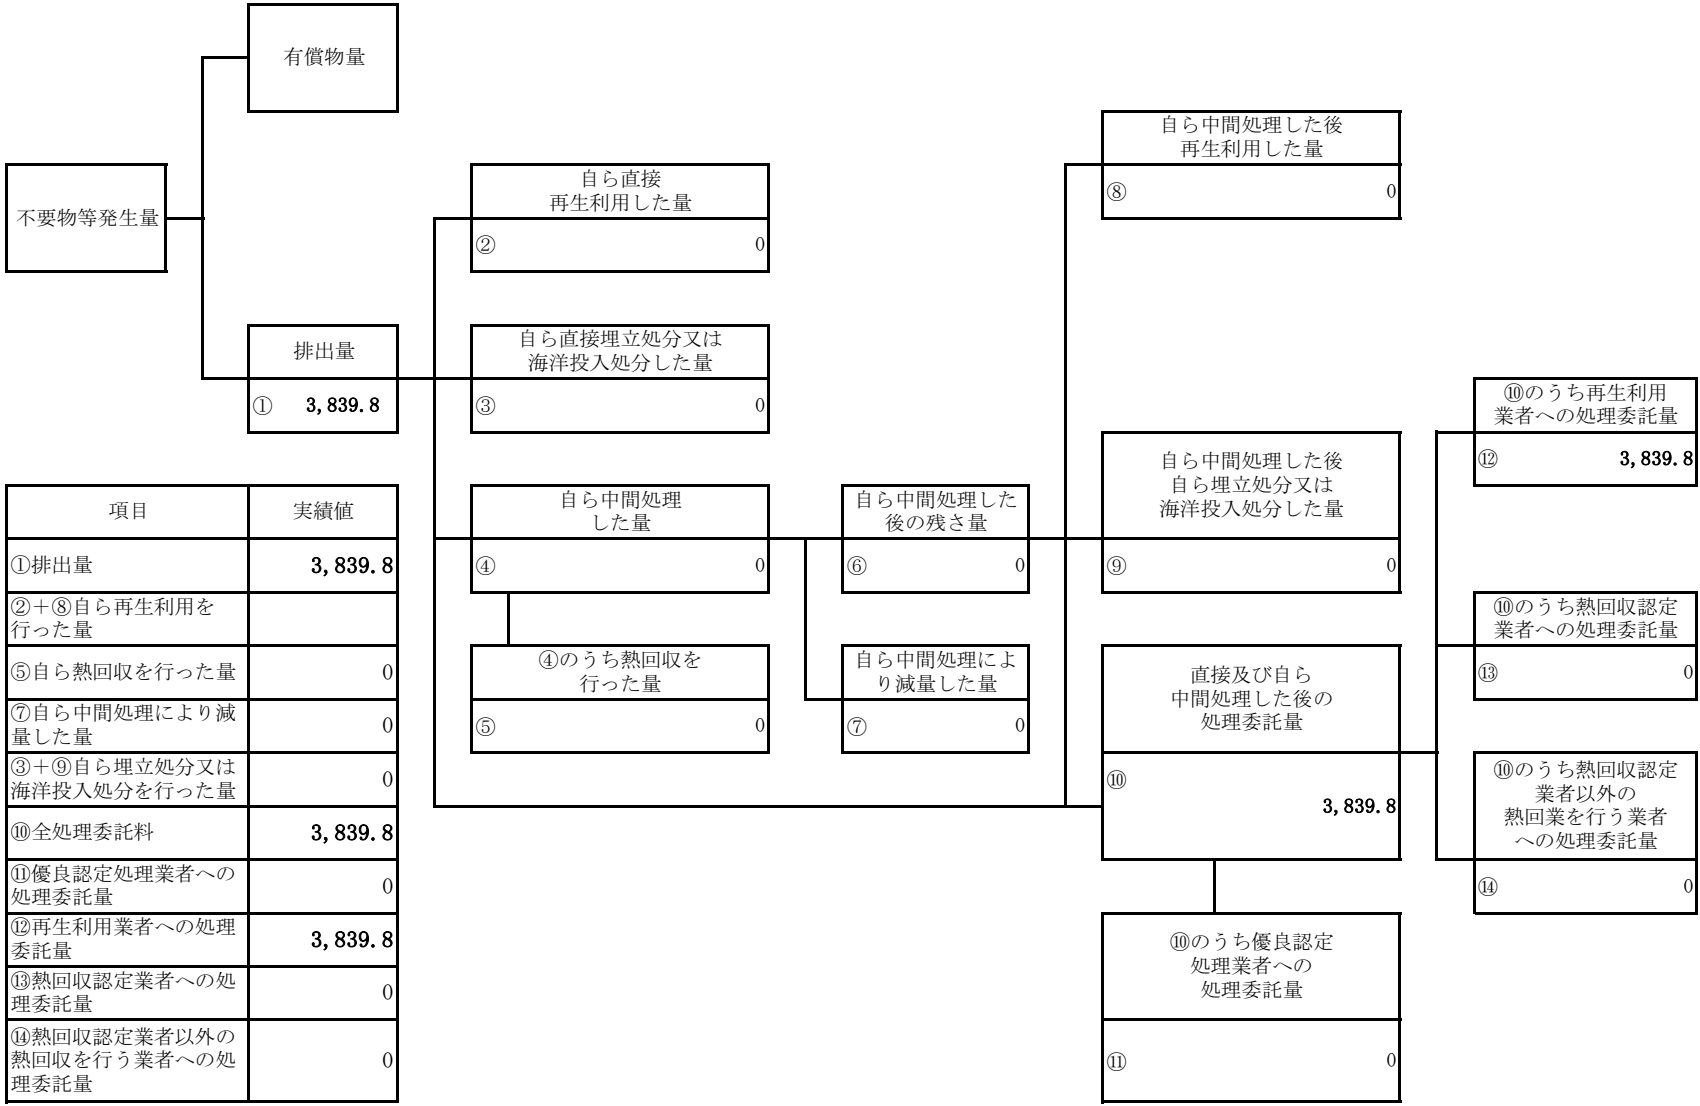 有償物量
不要物等発生量
排出量
① 3,839.8
自ら直接
再生利用した量
② 0
自ら直接埋立処分又は
海洋投入処分した量
③ 0
自ら中間処理
した量
④ 0
④のうち熱回収を
行った量
⑤ 0
自ら中間処理した
後の残さ量
⑥ 0
自ら中間処理によ
り減量した量
⑦ 0
自ら中間処理した後
再生利用した量
⑧ 0
自ら中間処理した後
自ら埋立処分又は
海洋投入処分した量
⑨ 0
直接及び自ら
中間処理した後の
処理委託量
⑩
3,839.8
⑩のうち優良認定
処理業者への
処理委託量
⑪ 0
⑩のうち再生利用
業者への処理委託量
⑫ 3,839.8
⑩のうち熱回収認定
業者への処理委託量
⑬ 0
⑩のうち熱回収認定
業者以外の
熱回業を行う業者
への処理委託量
⑭ 0
項目 実績値
①排出量 3,839.8
②＋⑧自ら再生利用を
行った量
⑤自ら熱回収を行った量 0
⑦自ら中間処理により減
量した量 0
③＋⑨自ら埋立処分又は
海洋投入処分を行った量 0
⑩全処理委託料 3,839.8
⑪優良認定処理業者への
処理委託量 0
⑫再生利用業者への処理
委託量 3,839.8
⑬熱回収認定業者への処
理委託量 0
⑭熱回収認定業者以外の
熱回収を行う業者への処 0
理委託量